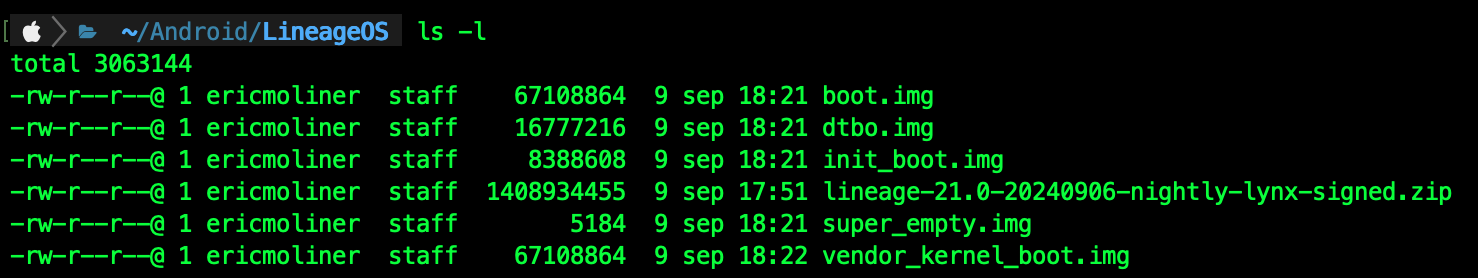 ~/Android/LineageOS ls -l
total 3063144
-rw-r--r--@ 1 ericmoliner staff 67108864 9 sep 18:21 boot.img
-rw-r--r--@ 1 ericmoliner staff 16777216 9 sep 18:21 dtbo.img
-rw-r--r--@ 1 ericmoliner staff 8388608 9 sep 18:21 init_boot.img
-rw-r--r--@ 1 ericmoliner staff 1408934455 9 sep 17:51 lineage-21.0-20240906-nightly-lynx-signed.zip
-rw-r--r--@ 1 ericmoliner staff 5184 9 sep 18:21 super_empty.img
-rw-r--r--@ 1 ericmoliner staff 67108864 9 sep 18:22 vendor_kernel_boot.img